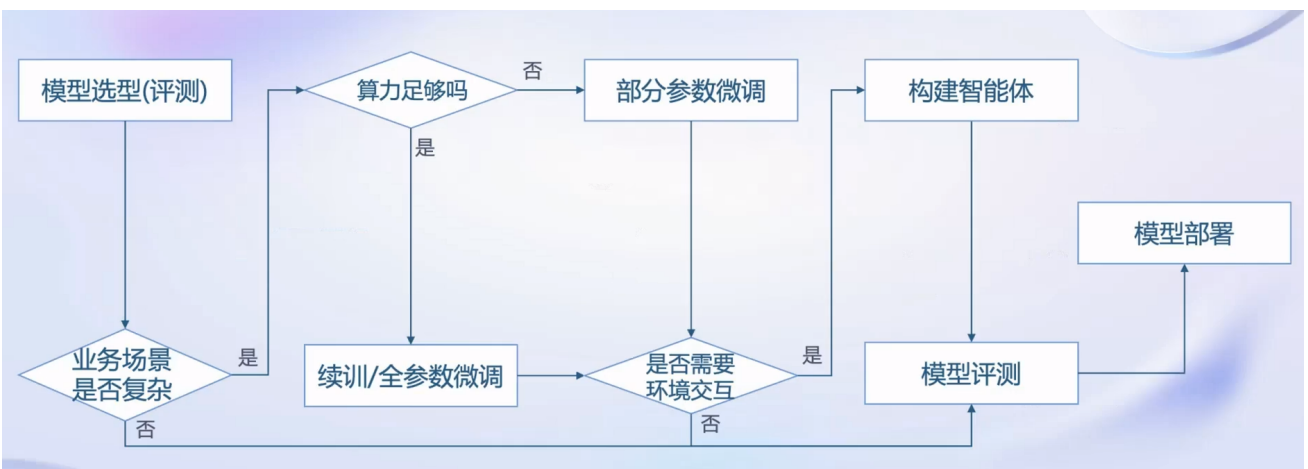 模型选型(评测)
算力足够吗
否
部分参数微调
构建智能体
是
模型部署
业务场景
是否复杂
是
续训/全参数微调
是否需要
环境交互
是
模型评测
否
否